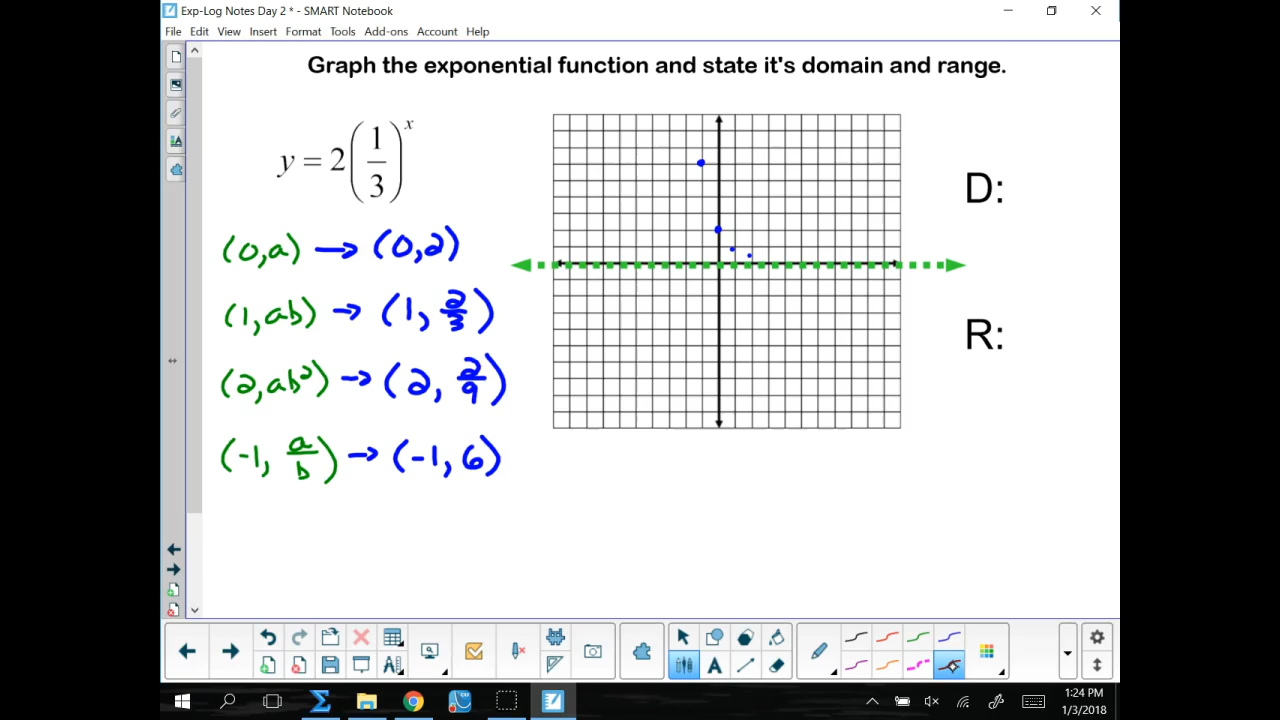 Exp-Log Notes Day 2 * - SMART Notebook
File Edit View Insert Format Tools Add-ons Account Help
Graph the exponential function and state it's domain and range.
y = 2(1/3)^x
D:
(0,a) → (0,2)
(1,ab) → (1, 2/3)
R:
(2,ab²) → (2, 2/9)
(-1, a/b) → (-1, 6)
1:24 PM
1/3/2018